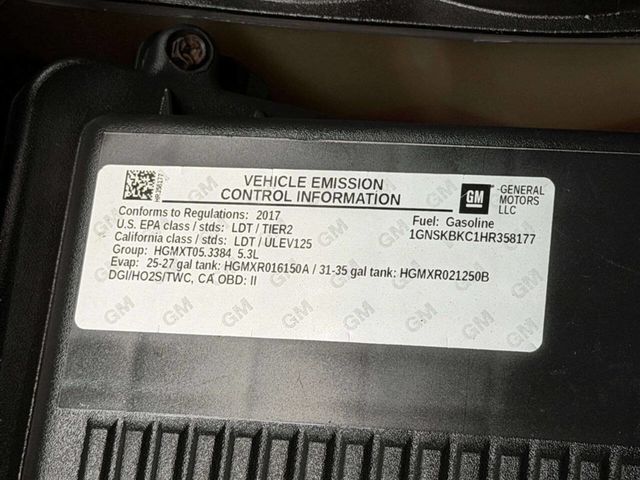 VEHICLE EMISSION
CONTROL INFORMATION
HR358177
GM
GENERAL
MOTORS
LLC
Conforms to Regulations: 2017
Fuel: Gasoline
U.S. EPA class / stds: LDT / TIER2
1GNSKBKC1HR358177
California class / stds: LDT / ULEV125
Group: HGMXT05.3384 5.3L
Evap: 25-27 gal tank: HGMXR016150A / 31-35 gal tank: HGMXR021250B
DGI/HO2S/TWC, CA OBD: II